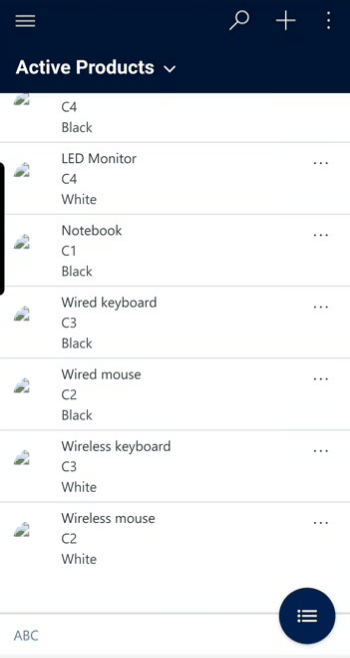 Active Products
C4
Black
LED Monitor
C4
White
Notebook
C1
Black
Wired keyboard
C3
Black
Wired mouse
C2
Black
Wireless keyboard
C3
White
Wireless mouse
C2
White
ABC